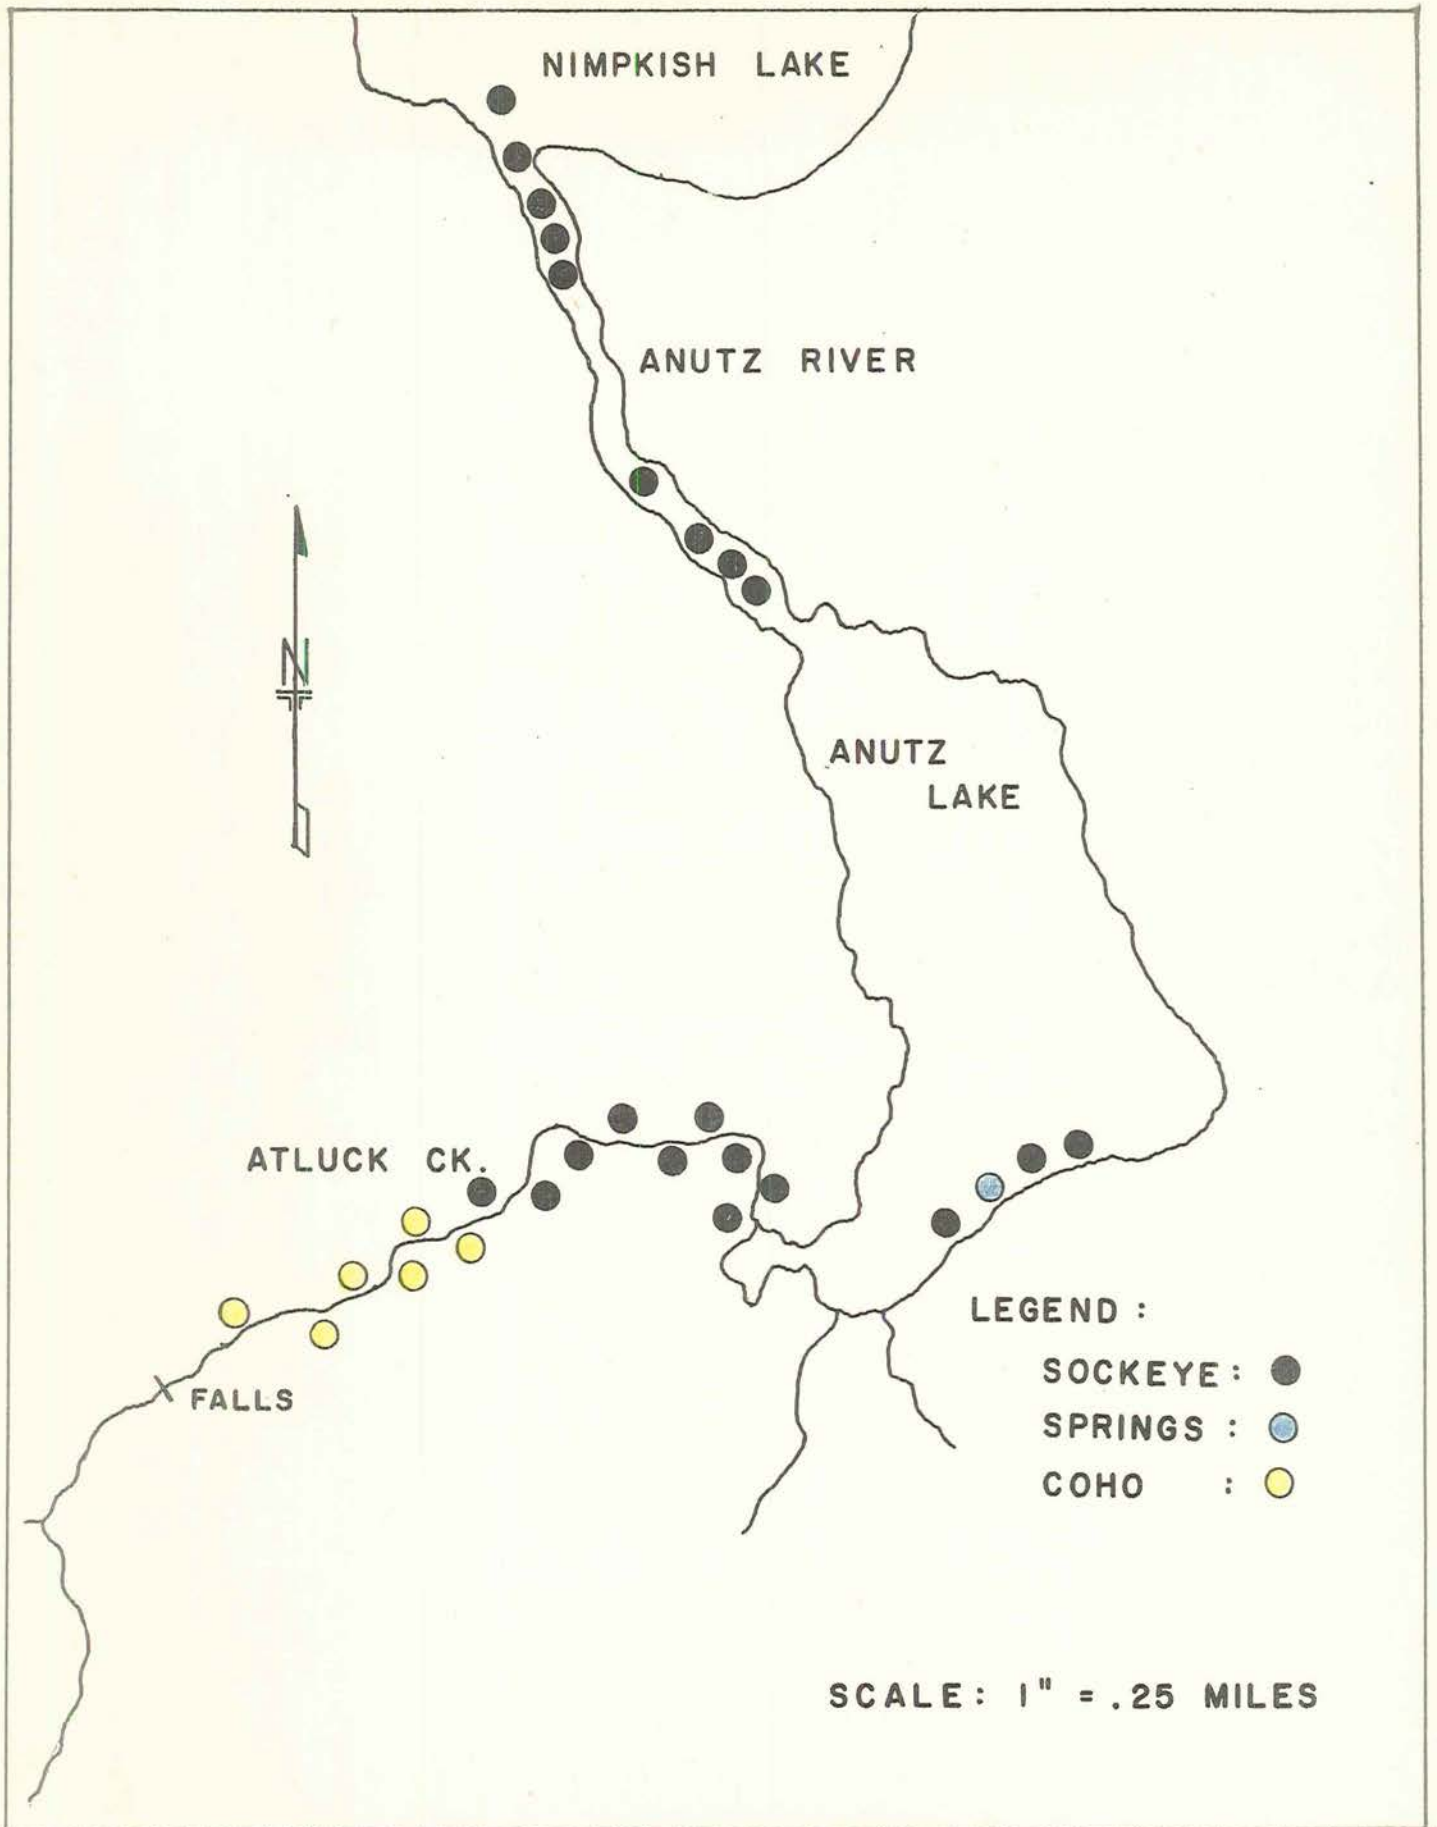 NIMPKISH LAKE
ANUTZ RIVER
N
ANUTZ
LAKE
ATLUCK CK.
FALLS
LEGEND :
SOCKEYE :
SPRINGS :
COHO :
SCALE: 1" = .25 MILES